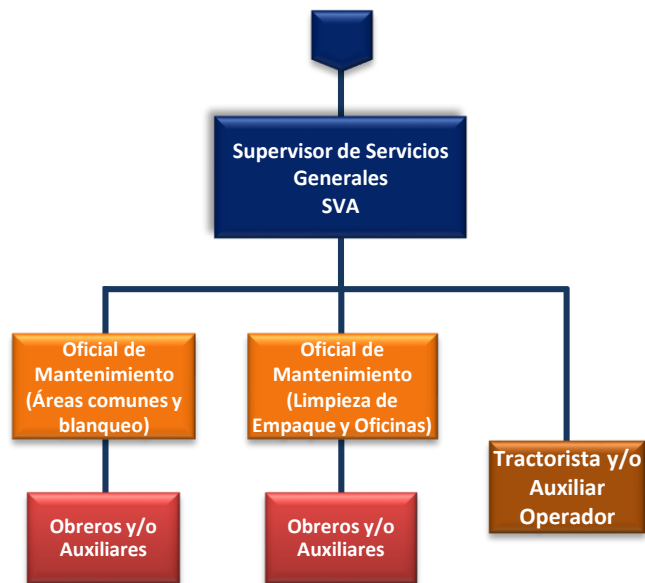 Supervisor de Servicios
Generales
SVA
Oficial de
Mantenimiento
(Áreas comunes y
blanqueo)
Oficial de
Mantenimiento
(Limpieza de
Empaque y Oficinas)
Tractorista y/o
Auxiliar
Operador
Obreros y/o
Auxiliares
Obreros y/o
Auxiliares